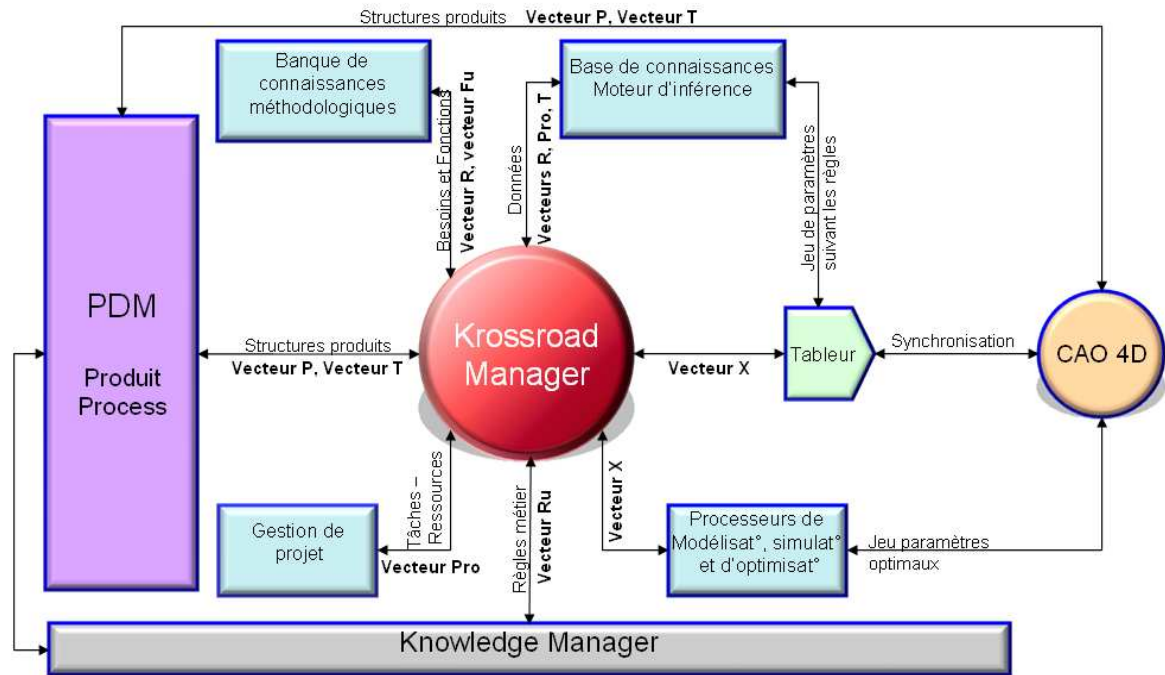 Structures produits Vecteur P, Vecteur T
Banque de
connaissances
méthodologiques
Base de connaissances
Moteur d'inférence
Besoins et Fonctions
Vecteur R, vecteur Fu
Données
Vecteurs R, Pro, T
Jeu de paramètres
suivant les règles
PDM
Produit
Process
Structures produits
Vecteur P, Vecteur T
Krossroad
Manager
Vecteur X
Tableur
Synchronisation
CAO 4D
Gestion de
projet
Tâches –
Ressources
Vecteur Pro
Règles métier
Vecteur Ru
Vecteur X
Processeurs de
Modélisat°, simulat°
et d'optimisat°
Jeu paramètres
optimaux
Knowledge Manager